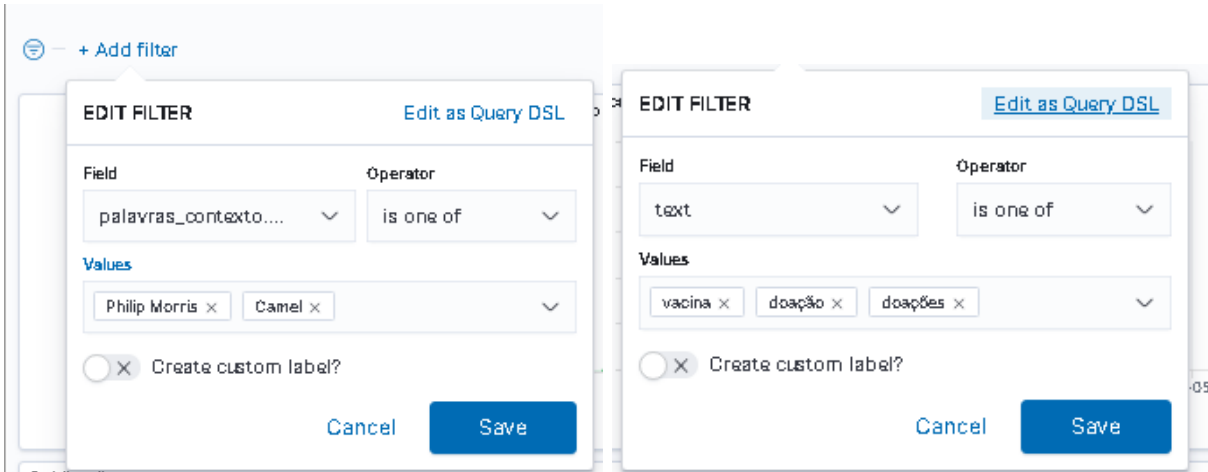 + Add filter
EDIT FILTER Edit as Query DSL
Field Operator
palavras_contexto.... is one of
Values
Philip Morris × Camel ×
Create custom label?
Cancel Save
EDIT FILTER Edit as Query DSL
Field Operator
text is one of
Values
vacina × doação × doações ×
Create custom label?
-05
Cancel Save